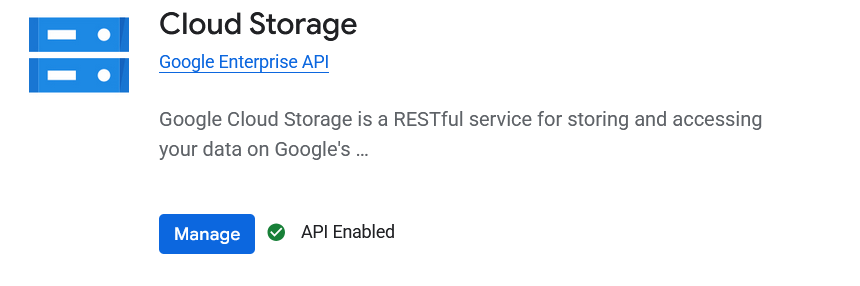 Cloud Storage
Google Enterprise API
Google Cloud Storage is a RESTful service for storing and accessing
your data on Google's ...
Manage
API Enabled